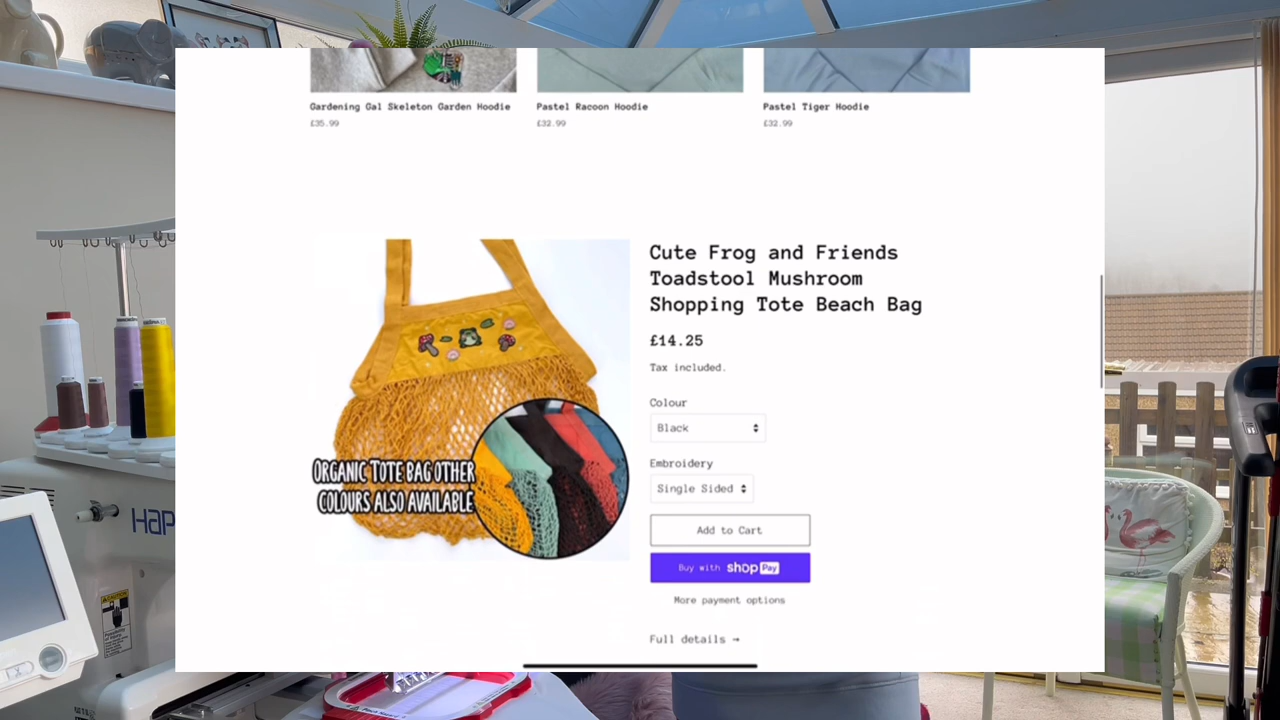 Gardening Gal Skeleton Garden Hoodie
£35.99
Pastel Racoon Hoodie
£32.99
Pastel Tiger Hoodie
£32.99
Cute Frog and Friends
Toadstool Mushroom
Shopping Tote Beach Bag
£14.25
Tax included.
Colour
Black
Embroidery
Single Sided
Add to Cart
Buy with shop Pay
More payment options
Full details →
ORGANIC TOTE BAG OTHER
COLOURS ALSO AVAILABLE
HAP